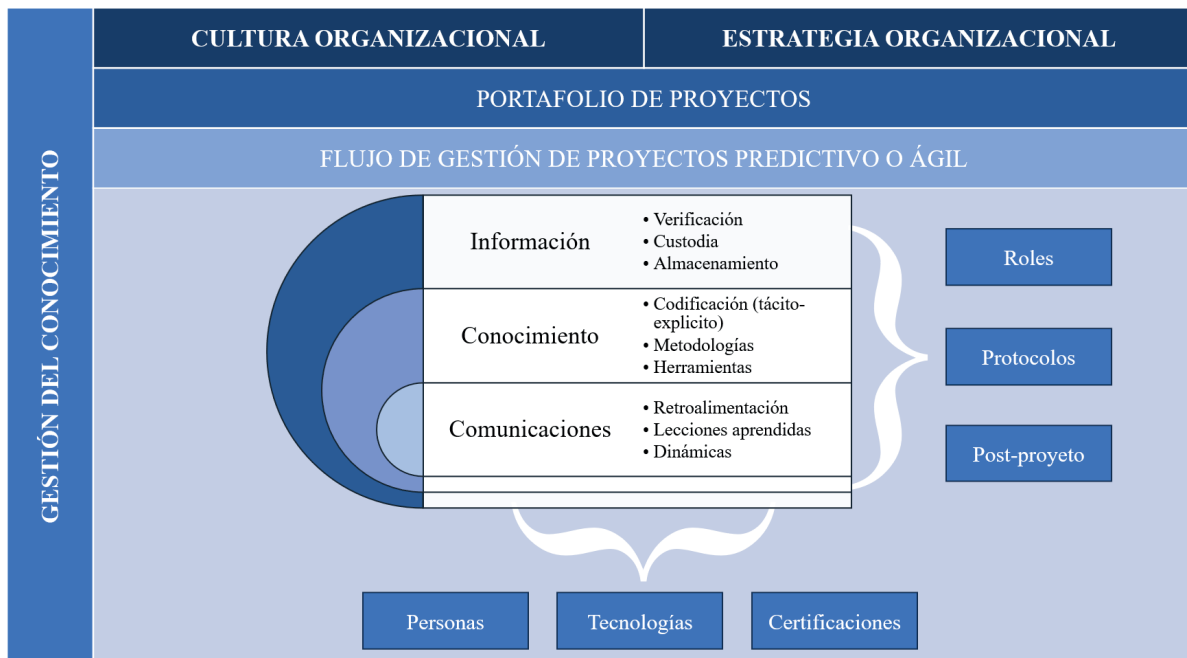 GESTIÓN DEL CONOCIMIENTO
CULTURA ORGANIZACIONAL
ESTRATEGIA ORGANIZACIONAL
PORTAFOLIO DE PROYECTOS
FLUJO DE GESTIÓN DE PROYECTOS PREDICTIVO O ÁGIL
Información
• Verificación
• Custodia
• Almacenamiento
Conocimiento
• Codificación (tácito-
explicito)
• Metodologías
• Herramientas
Comunicaciones
• Retroalimentación
• Lecciones aprendidas
• Dinámicas
Roles
Protocolos
Post-proyeto
Personas
Tecnologías
Certificaciones